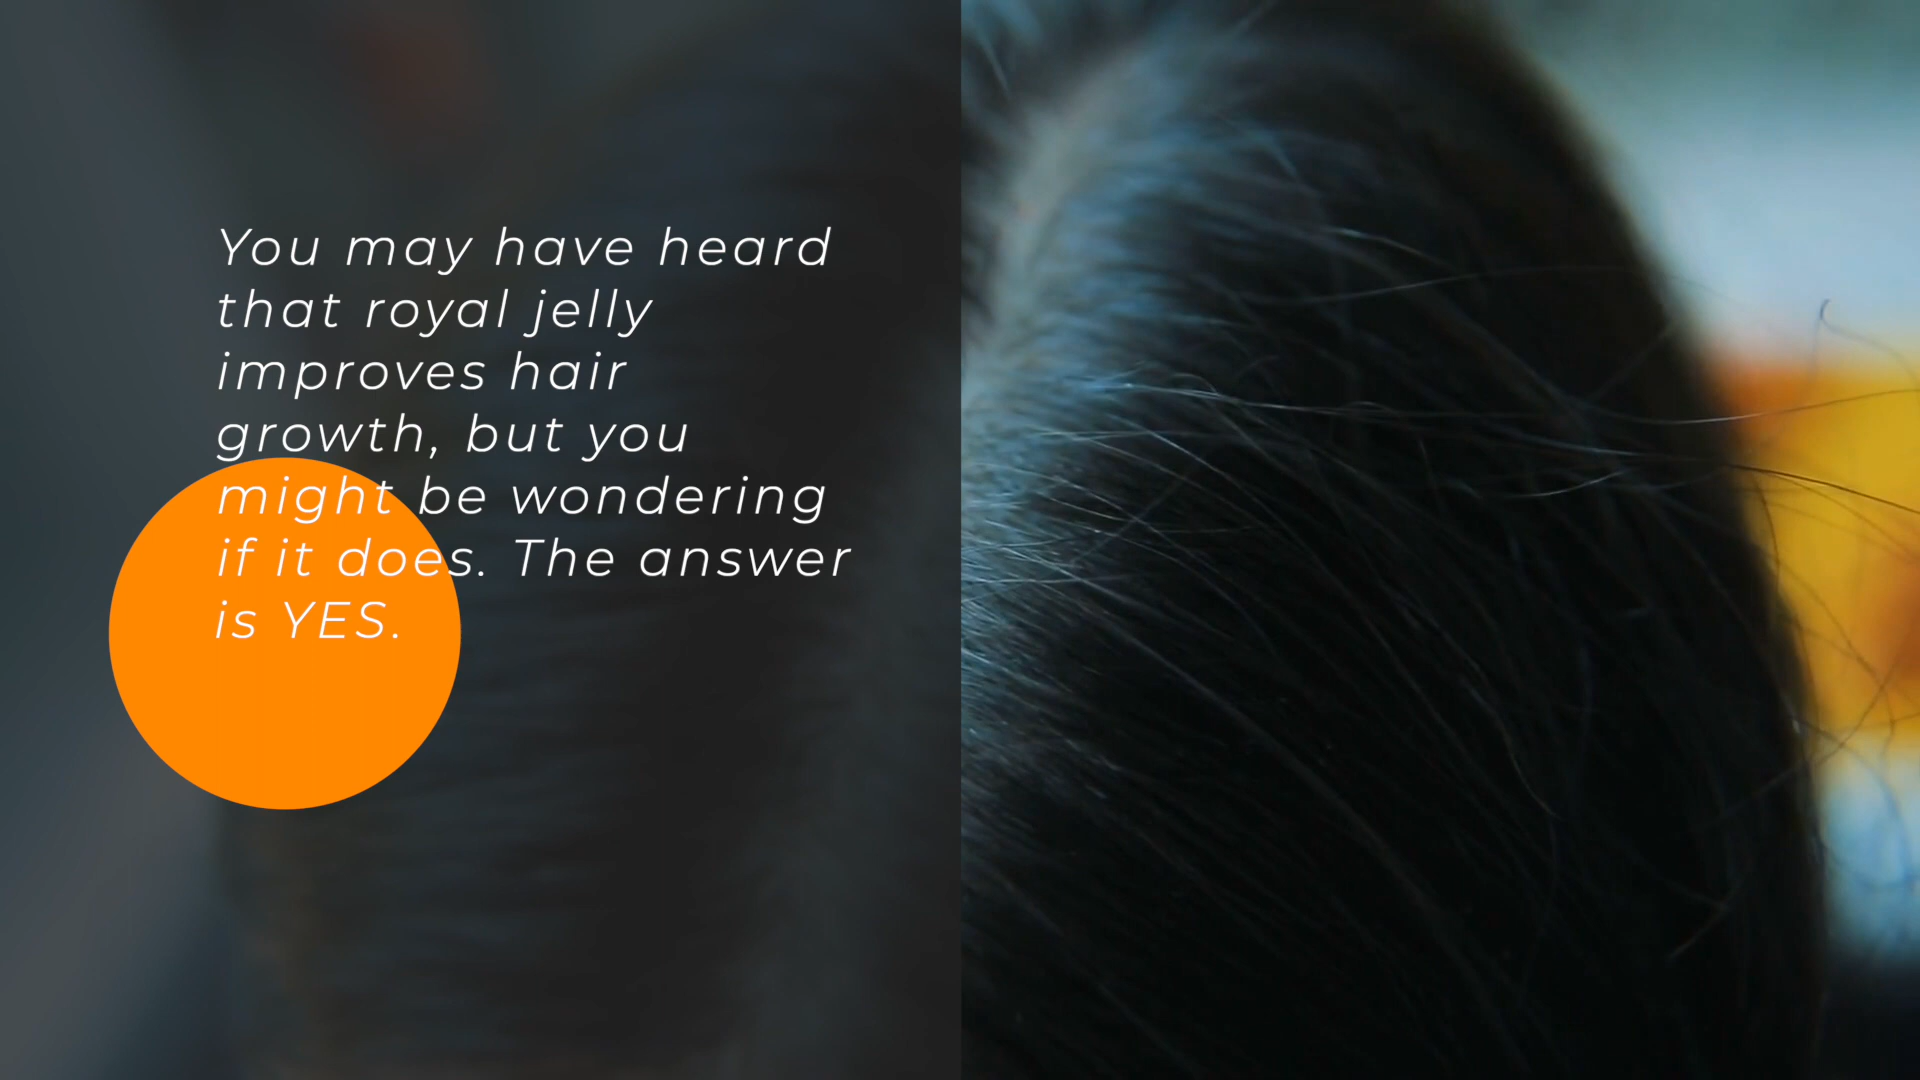 You may have heard
that royal jelly
improves hair
growth, but you
might be wondering
if it does. The answer
is YES.